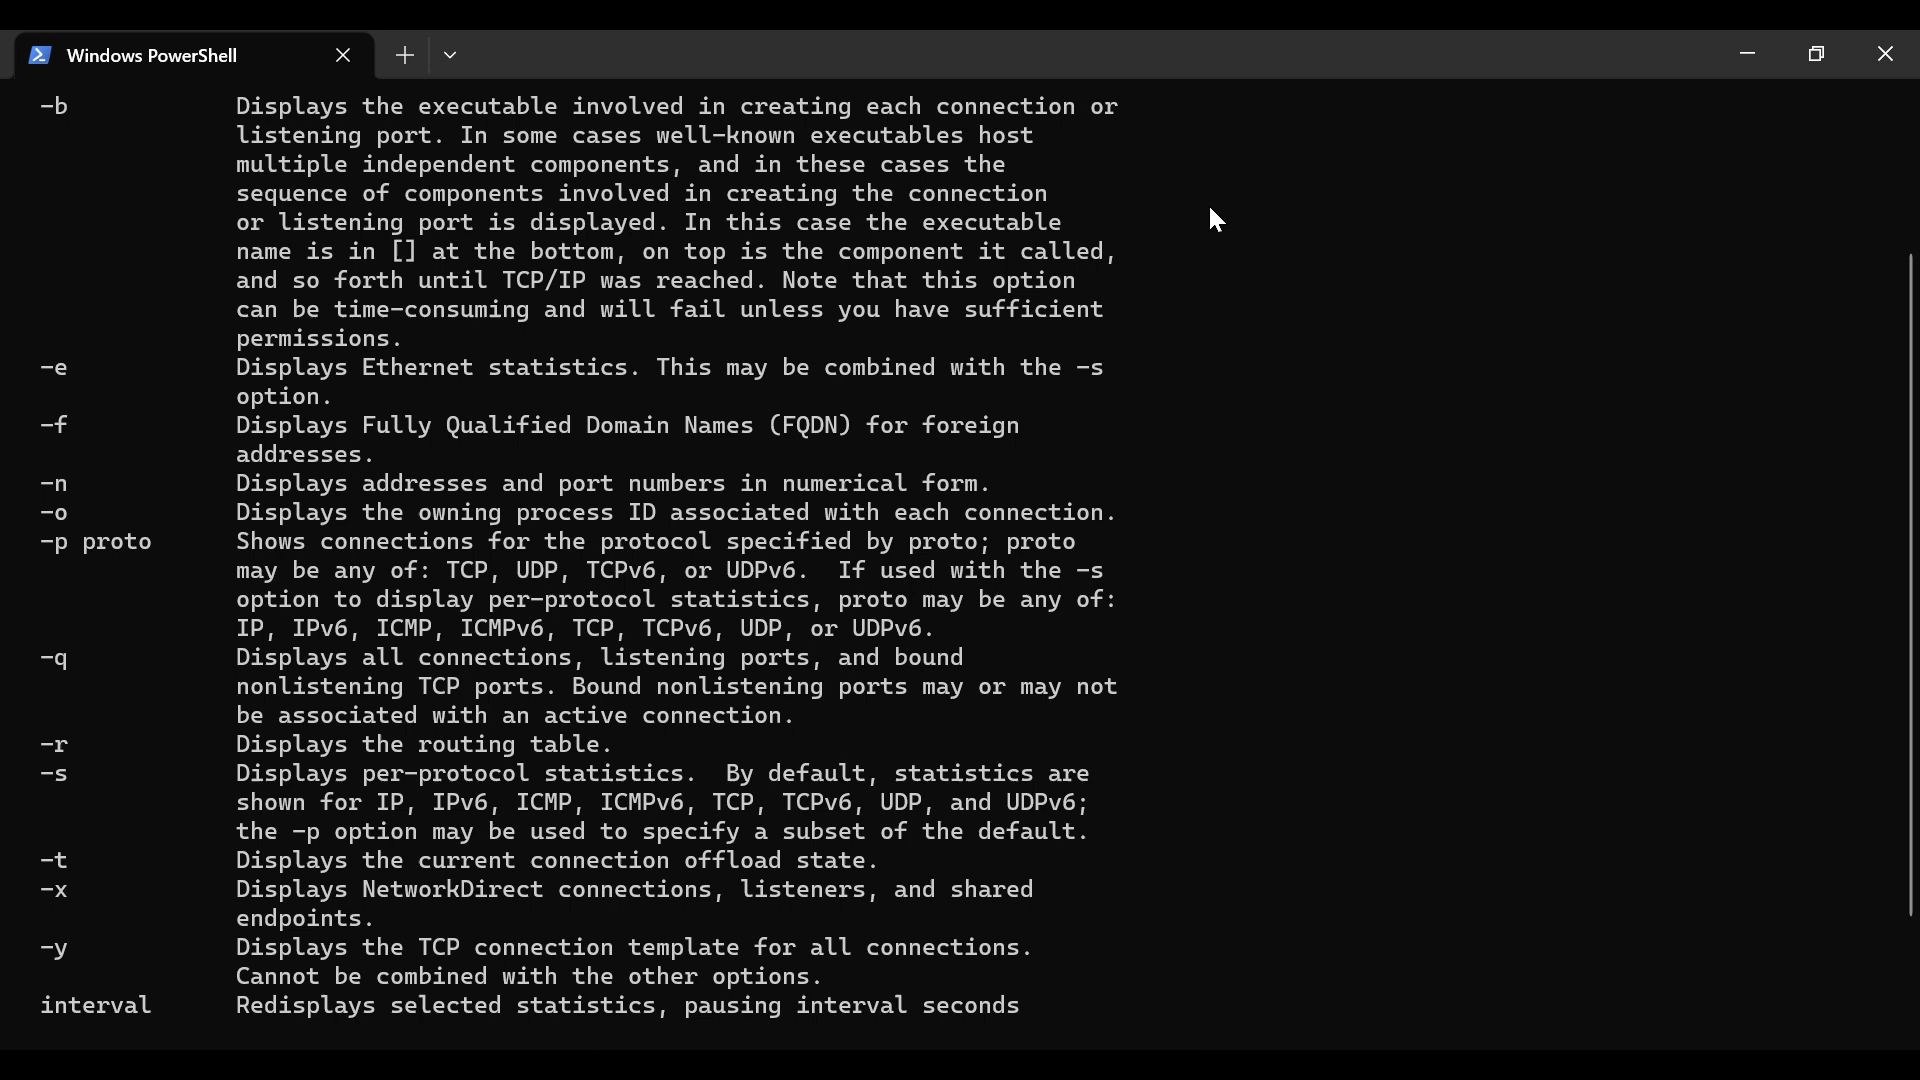 Windows PowerShell
-b Displays the executable involved in creating each connection or
listening port. In some cases well-known executables host
multiple independent components, and in these cases the
sequence of components involved in creating the connection
or listening port is displayed. In this case the executable
name is in [] at the bottom, on top is the component it called,
and so forth until TCP/IP was reached. Note that this option
can be time-consuming and will fail unless you have sufficient
permissions.
-e Displays Ethernet statistics. This may be combined with the -s
option.
-f Displays Fully Qualified Domain Names (FQDN) for foreign
addresses.
-n Displays addresses and port numbers in numerical form.
-o Displays the owning process ID associated with each connection.
-p proto Shows connections for the protocol specified by proto; proto
may be any of: TCP, UDP, TCPv6, or UDPv6.  If used with the -s
option to display per-protocol statistics, proto may be any of:
IP, IPv6, ICMP, ICMPv6, TCP, TCPv6, UDP, or UDPv6.
-q Displays all connections, listening ports, and bound
nonlistening TCP ports. Bound nonlistening ports may or may not
be associated with an active connection.
-r Displays the routing table.
-s Displays per-protocol statistics.  By default, statistics are
shown for IP, IPv6, ICMP, ICMPv6, TCP, TCPv6, UDP, and UDPv6;
the -p option may be used to specify a subset of the default.
-t Displays the current connection offload state.
-x Displays NetworkDirect connections, listeners, and shared
endpoints.
-y Displays the TCP connection template for all connections.
Cannot be combined with the other options.
interval Redisplays selected statistics, pausing interval seconds